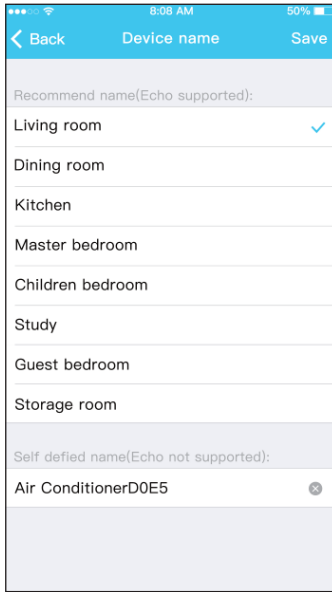 8:08 AM 50%
Back Device name Save
Recommend name(Echo supported):
Living room
Dining room
Kitchen
Master bedroom
Children bedroom
Study
Guest bedroom
Storage room
Self defied name(Echo not supported):
Air ConditionerD0E5